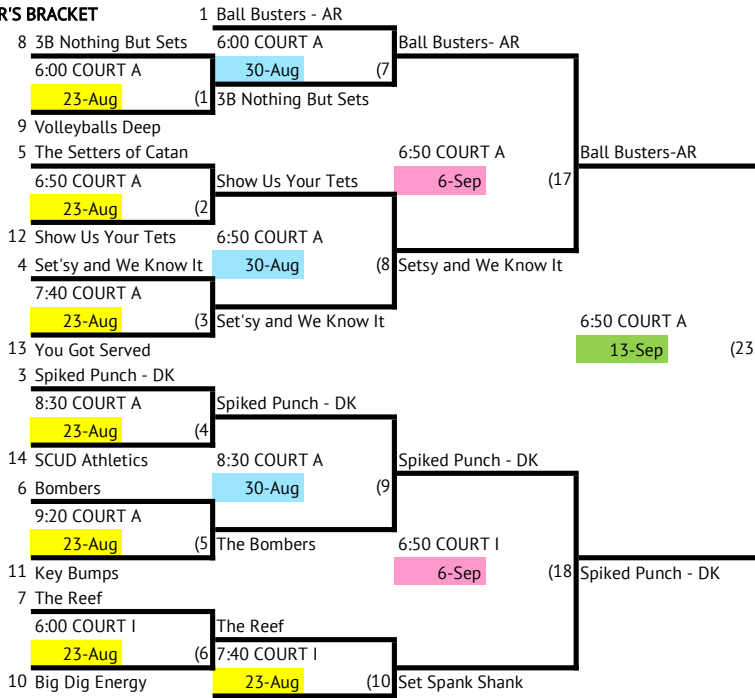 R'S BRACKET
1 Ball Busters - AR
8 3B Nothing But Sets
6:00 COURT A
Ball Busters- AR
6:00 COURT A
30-Aug
(7
23-Aug
(1
3B Nothing But Sets
9 Volleyballs Deep
5 The Setters of Catan
6:50 COURT A
Ball Busters-AR
6:50 COURT A
Show Us Your Tets
6-Sep
(17
23-Aug
(2
12 Show Us Your Tets
6:50 COURT A
4 Set'sy and We Know It
30-Aug
(8
Setsy and We Know It
7:40 COURT A
23-Aug
(3
Set'sy and We Know It
6:50 COURT A
13 You Got Served
13-Sep
(23
3 Spiked Punch - DK
8:30 COURT A
Spiked Punch - DK
23-Aug
(4
14 SCUD Athletics
8:30 COURT A
Spiked Punch - DK
6 Bombers
30-Aug
(9
9:20 COURT A
23-Aug
(5
The Bombers
6:50 COURT I
11 Key Bumps
6-Sep
(18
Spiked Punch - DK
7 The Reef
6:00 COURT I
The Reef
23-Aug
(6
7:40 COURT I
10 Big Dig Energy
23-Aug
(10
Set Spank Shank